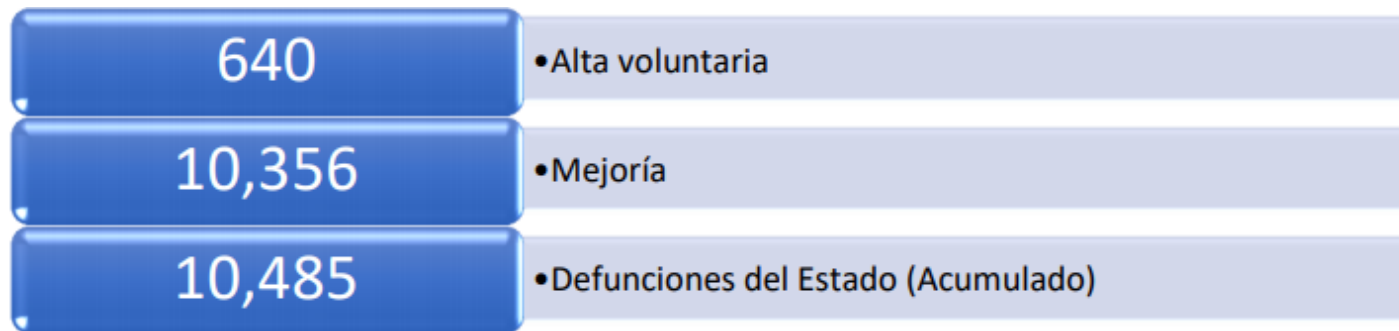 640 •Alta voluntaria
10,356 •Mejoría
10,485 •Defunciones del Estado (Acumulado)